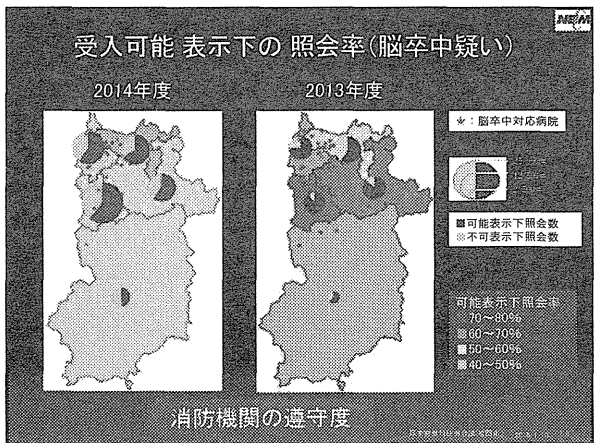 受入可能 表示下の 照会率(脳卒中疑い)
2014年度
2013年度
★：脳卒中対応病院
可能表示下照会数
不可表示下照会数
可能表示下照会率
70～80%
60～70%
50～60%
40～50%
消防機関の遵守度